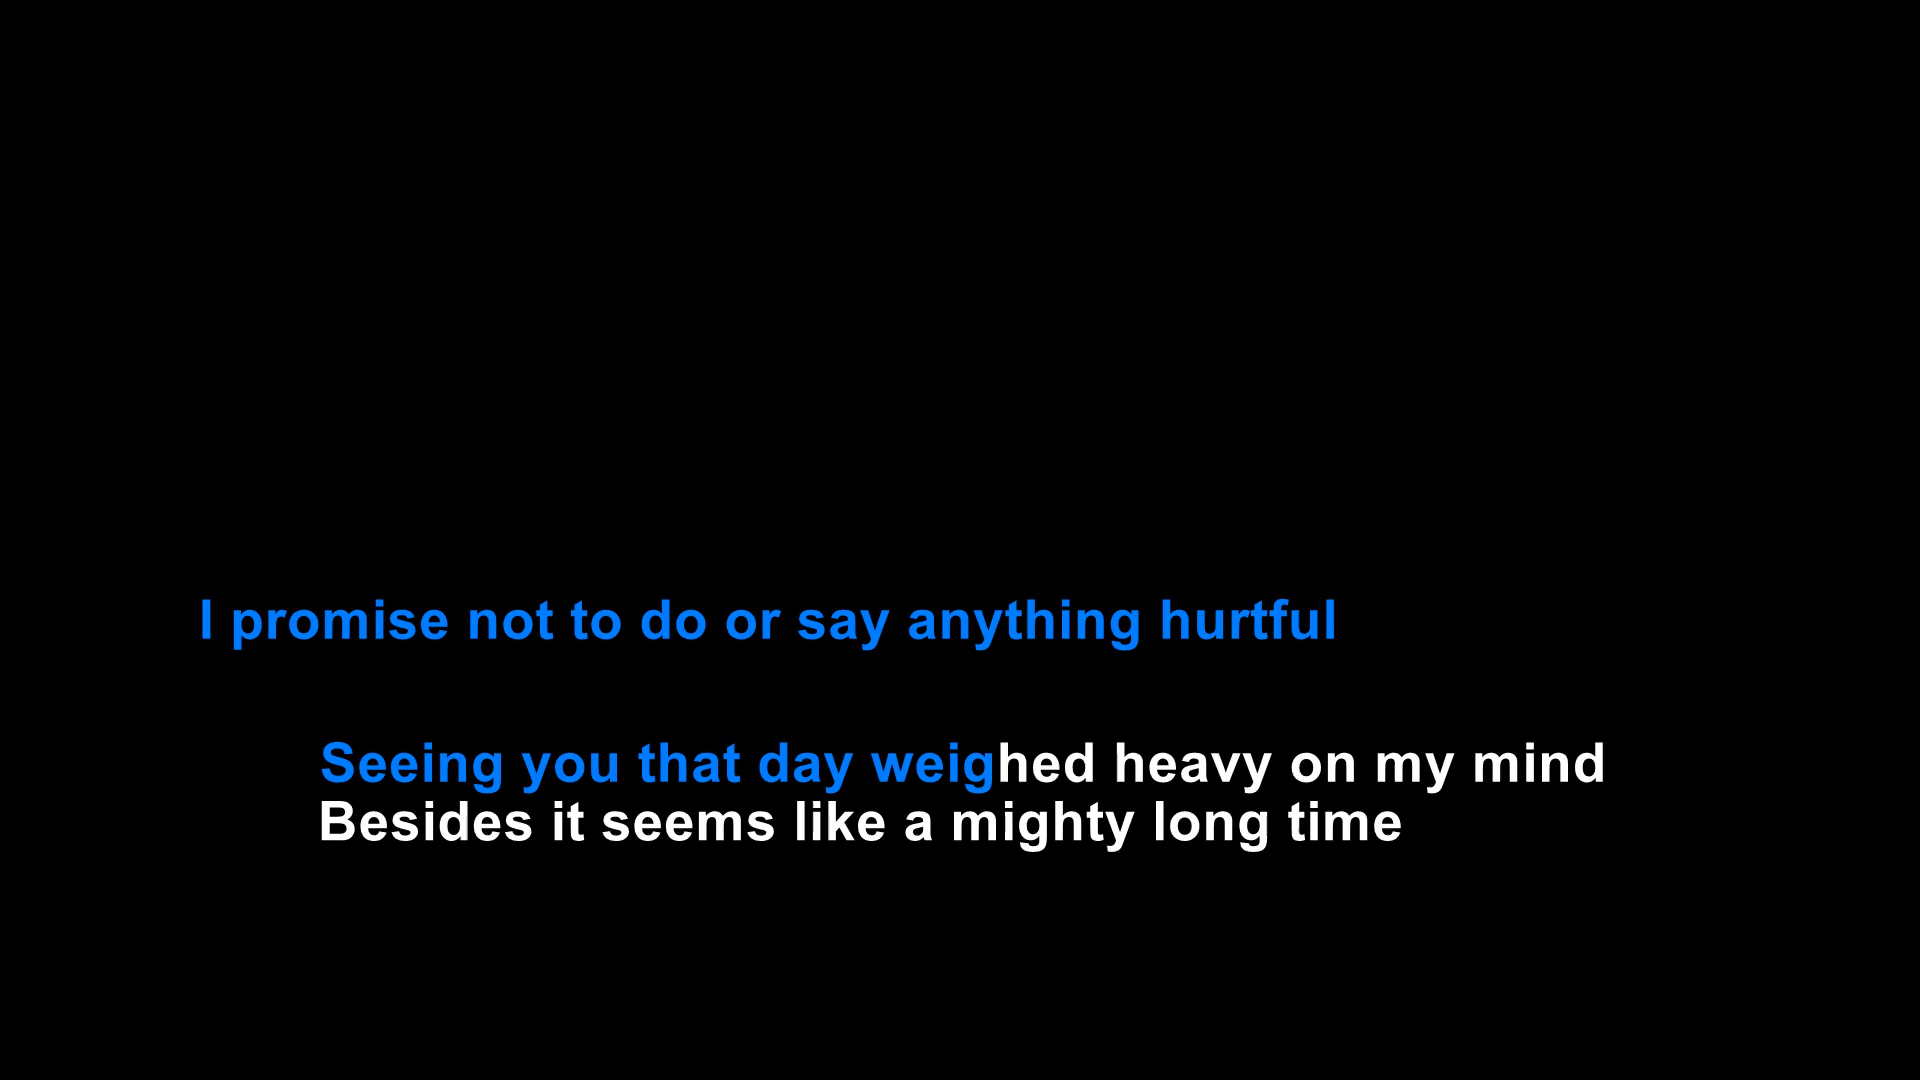 I promise not to do or say anything hurtful
Seeing you that day weighed heavy on my mind
Besides it seems like a mighty long time